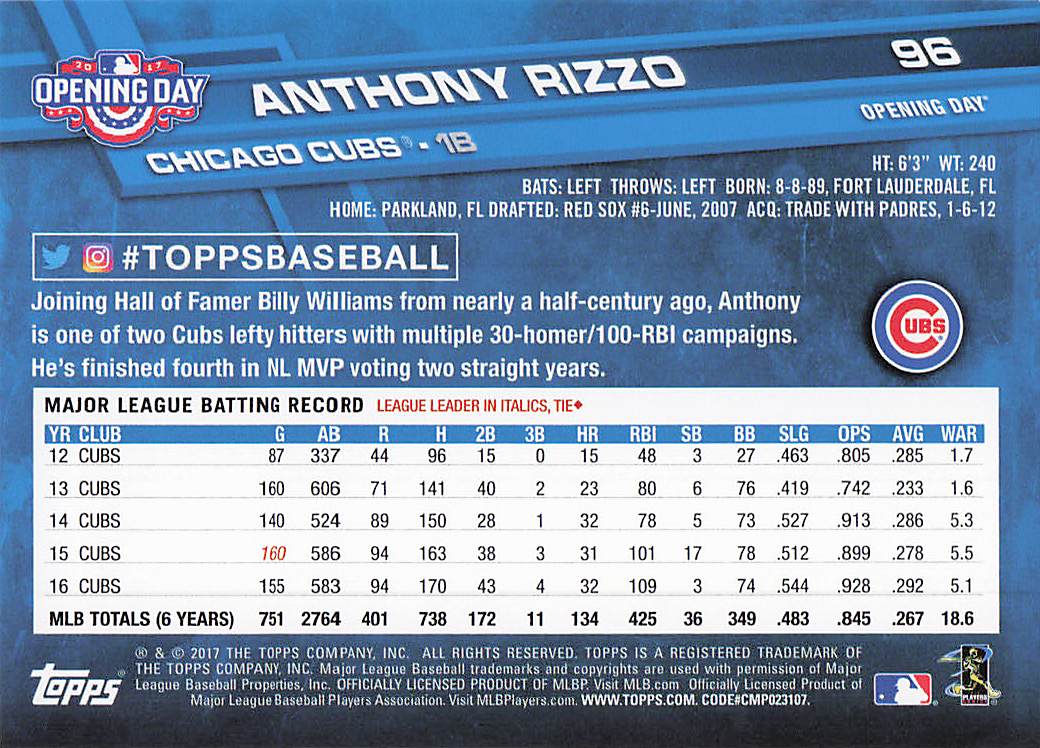 2017
OPENING DAY
ANTHONY RIZZO
96
OPENING DAY™
CHICAGO CUBS® - 1B
HT: 6'3" WT: 240
BATS: LEFT THROWS: LEFT BORN: 8-8-89, FORT LAUDERDALE, FL
HOME: PARKLAND, FL DRAFTED: RED SOX #6-JUNE, 2007 ACQ: TRADE WITH PADRES, 1-6-12
#TOPPSBASEBALL
Joining Hall of Famer Billy Williams from nearly a half-century ago, Anthony
is one of two Cubs lefty hitters with multiple 30-homer/100-RBI campaigns.
He's finished fourth in NL MVP voting two straight years.
CUBS
MAJOR LEAGUE BATTING RECORD LEAGUE LEADER IN ITALICS, TIE◆
YR CLUB G AB R H 2B 3B HR RBI SB BB SLG OPS AVG WAR
12 CUBS 87 337 44 96 15 0 15 48 3 27 .463 .805 .285 1.7
13 CUBS 160 606 71 141 40 2 23 80 6 76 .419 .742 .233 1.6
14 CUBS 140 524 89 150 28 1 32 78 5 73 .527 .913 .286 5.3
15 CUBS 160 586 94 163 38 3 31 101 17 78 .512 .899 .278 5.5
16 CUBS 155 583 94 170 43 4 32 109 3 74 .544 .928 .292 5.1
MLB TOTALS (6 YEARS) 751 2764 401 738 172 11 134 425 36 349 .483 .845 .267 18.6
Topps®
® & © 2017 THE TOPPS COMPANY, INC. ALL RIGHTS RESERVED. TOPPS IS A REGISTERED TRADEMARK OF
THE TOPPS COMPANY, INC. Major League Baseball trademarks and copyrights are used with permission of Major
League Baseball Properties, Inc. OFFICIALLY LICENSED PRODUCT OF MLBP. Visit MLB.com Officially Licensed Product of
Major League Baseball Players Association. Visit MLBPlayers.com. WWW.TOPPS.COM. CODE#CMP023107.
PLAYERS